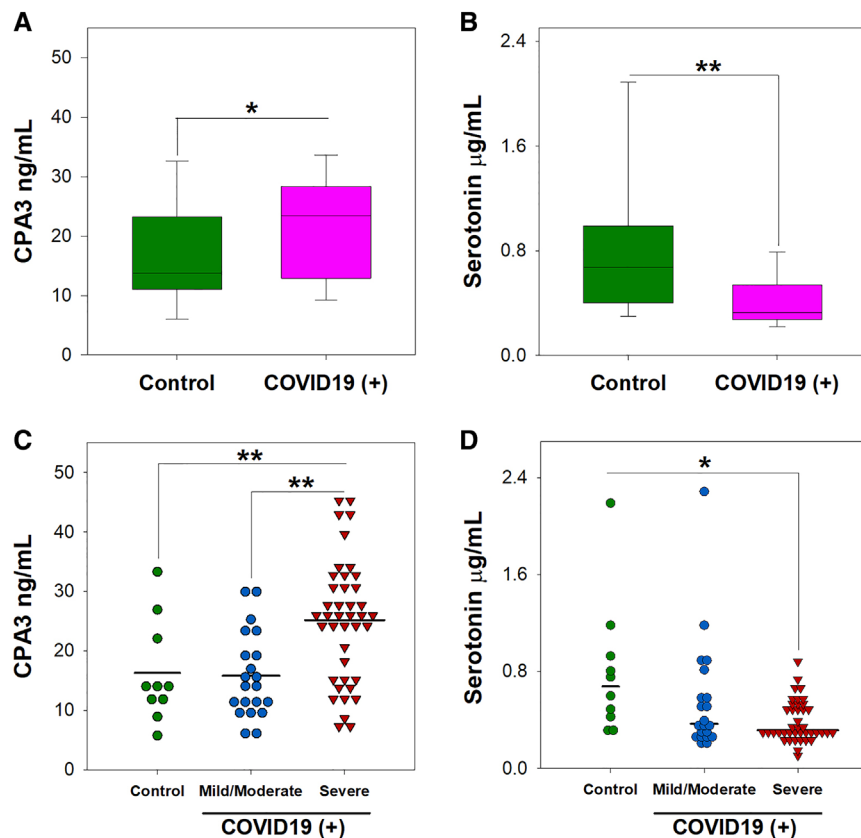 A
CPA3 ng/mL
50
40
30
20
10
0
*
Control COVID19 (+)
B
Serotonin μg/mL
2.4
1.6
0.8
0.0
**
Control COVID19 (+)
C
CPA3 ng/mL
50
40
30
20
10
0
**
**
Control Mild/Moderate Severe
COVID19 (+)
D
Serotonin μg/mL
2.4
1.6
0.8
0.0
*
Control Mild/Moderate Severe
COVID19 (+)